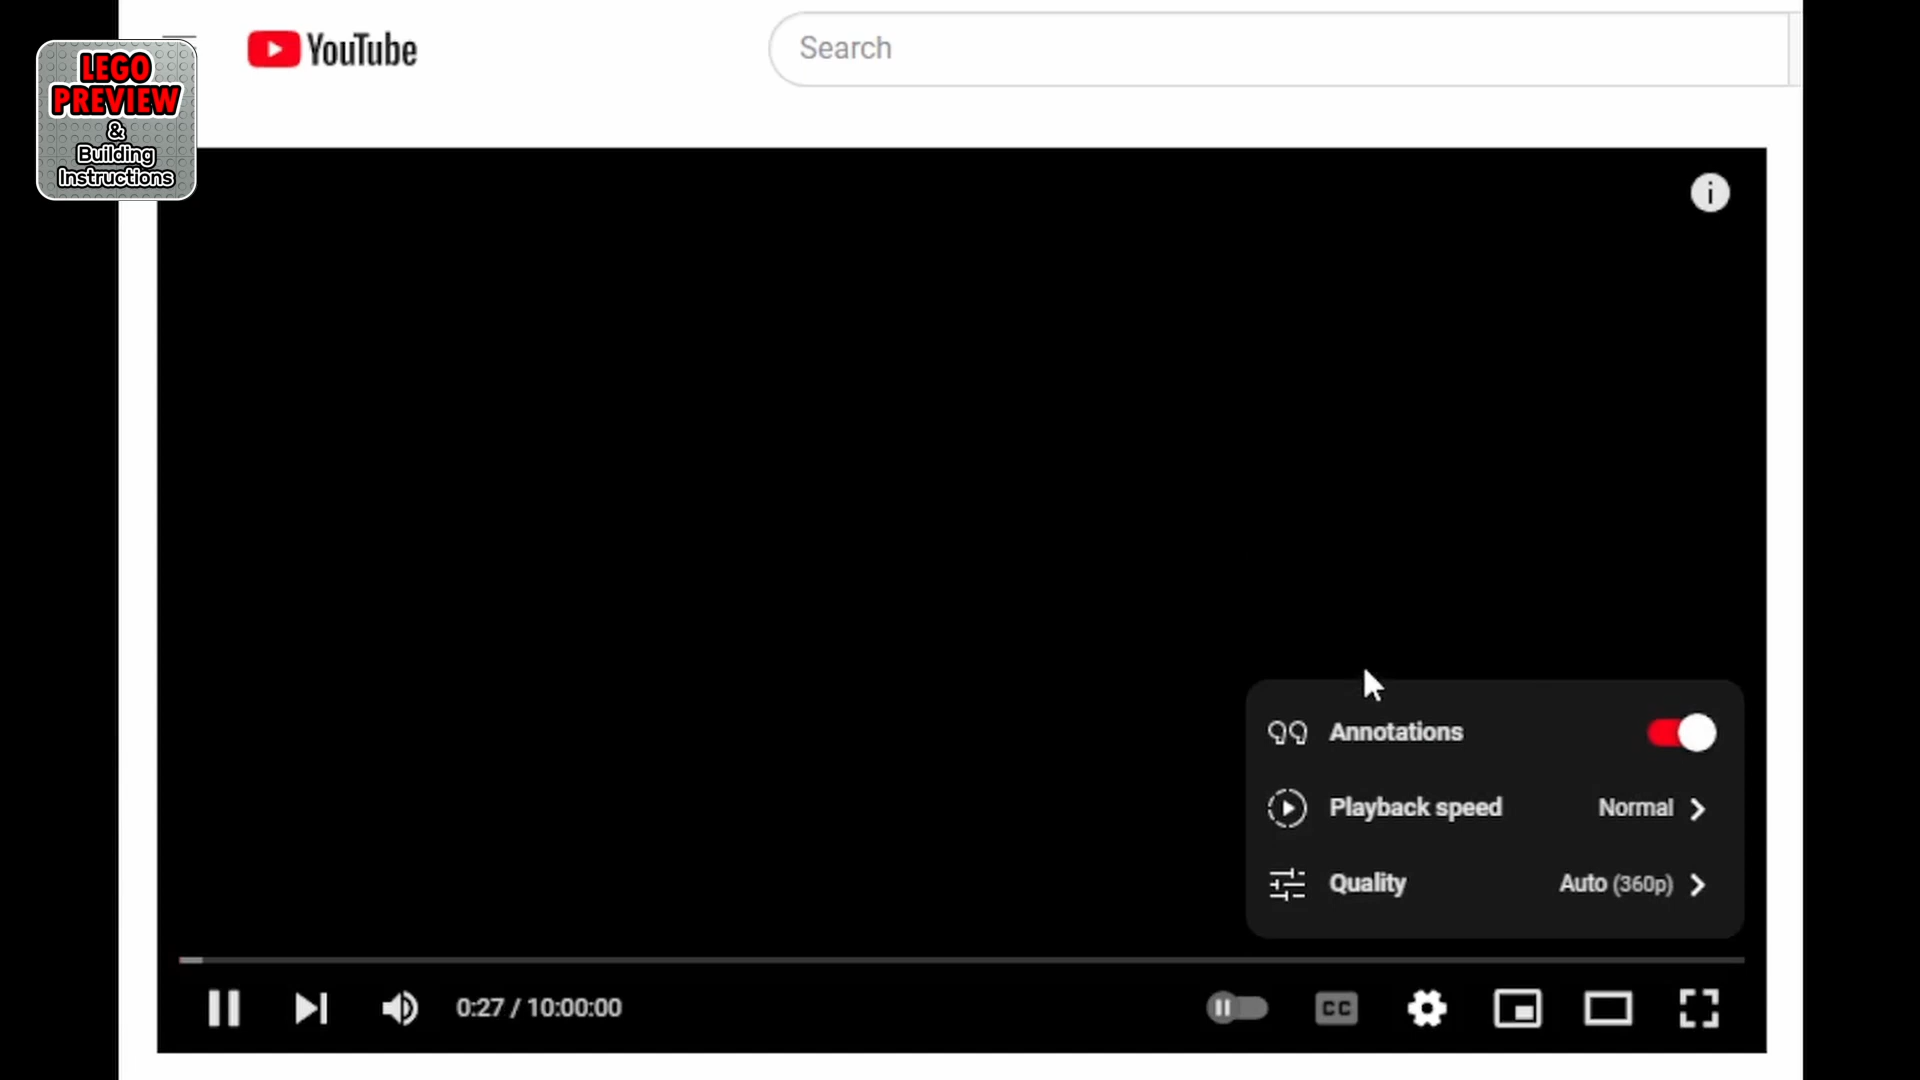 YouTube
Search
LEGO
PREVIEW
&
Building
Instructions
i
Annotations
Playback speed Normal
Quality Auto (360p)
0:27 / 10:00:00
CC